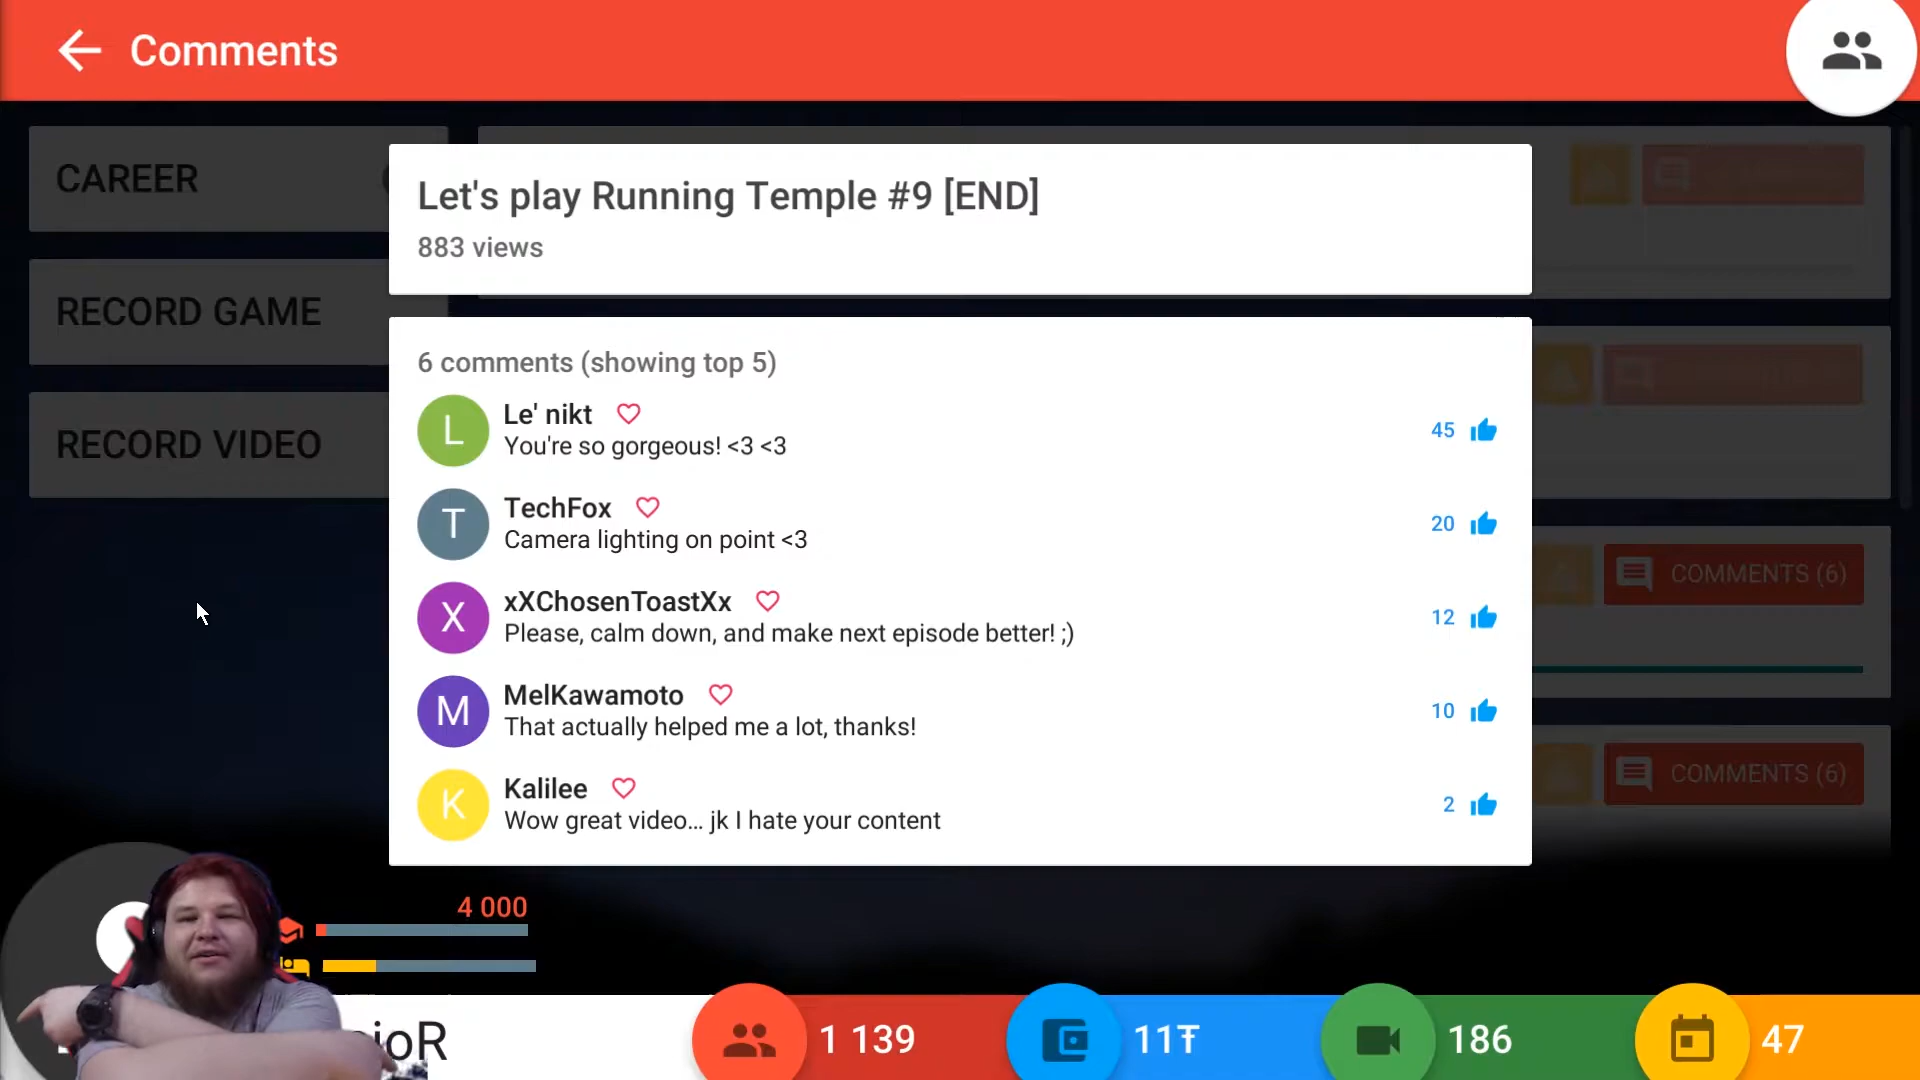 Comments
CAREER
RECORD GAME
RECORD VIDEO
Let's play Running Temple #9 [END]
883 views
6 comments (showing top 5)
L
Le' nikt
You're so gorgeous! <3 <3
45
T
TechFox
Camera lighting on point <3
20
X
xXChosenToastXx
Please, calm down, and make next episode better! ;)
12
M
MelKawamoto
That actually helped me a lot, thanks!
10
K
Kalilee
Wow great video... jk I hate your content
2
COMMENTS (6)
COMMENTS (6)
4 000
ioR
1 139
11Ŧ
186
47